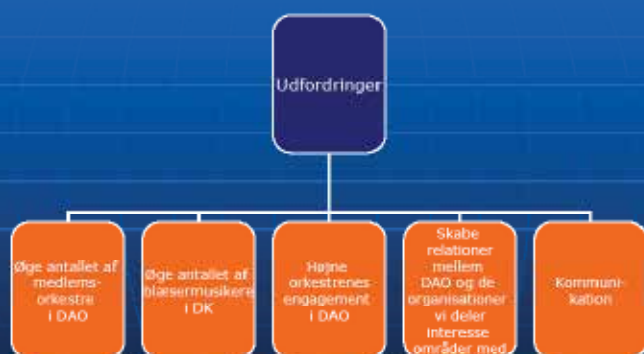 Udfordringer
Øge antallet af
medlems-
orkestre
i DAO
Øge antallet af
blæsermusikere
i DK
Højne
orkestrenes
engagement
i DAO
Skabe
relationer
mellem
DAO og de
organisationer
vi deler
interesse
områder med
Kommuni-
kation